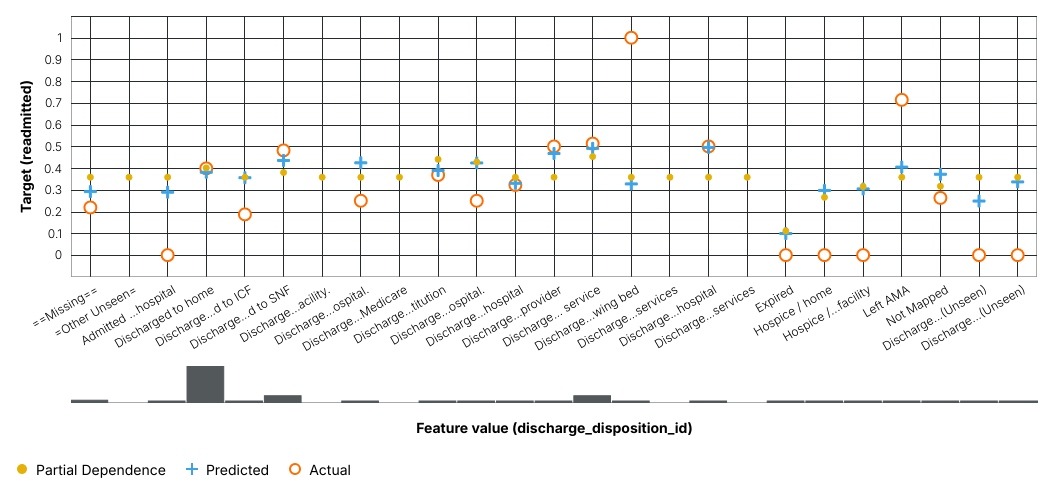 Target (readmitted)
1
0.9
0.8
0.7
0.6
0.5
0.4
0.3
0.2
0.1
0
==Missing==
=Other Unseen=
Admitted ...hospital
Discharged to home
Discharge...d to ICF
Discharge...d to SNF
Discharge...acility.
Discharge...ospital.
Discharge...Medicare
Discharge...titution
Discharge...ospital.
Discharge...hospital
Discharge...provider
Discharge... service
Discharge...wing bed
Discharge...services
Discharge...hospital
Discharge...services
Expired
Hospice / home
Hospice /...facility
Left AMA
Not Mapped
Discharge...(Unseen)
Discharge...(Unseen)
Feature value (discharge_disposition_id)
Partial Dependence
Predicted
Actual